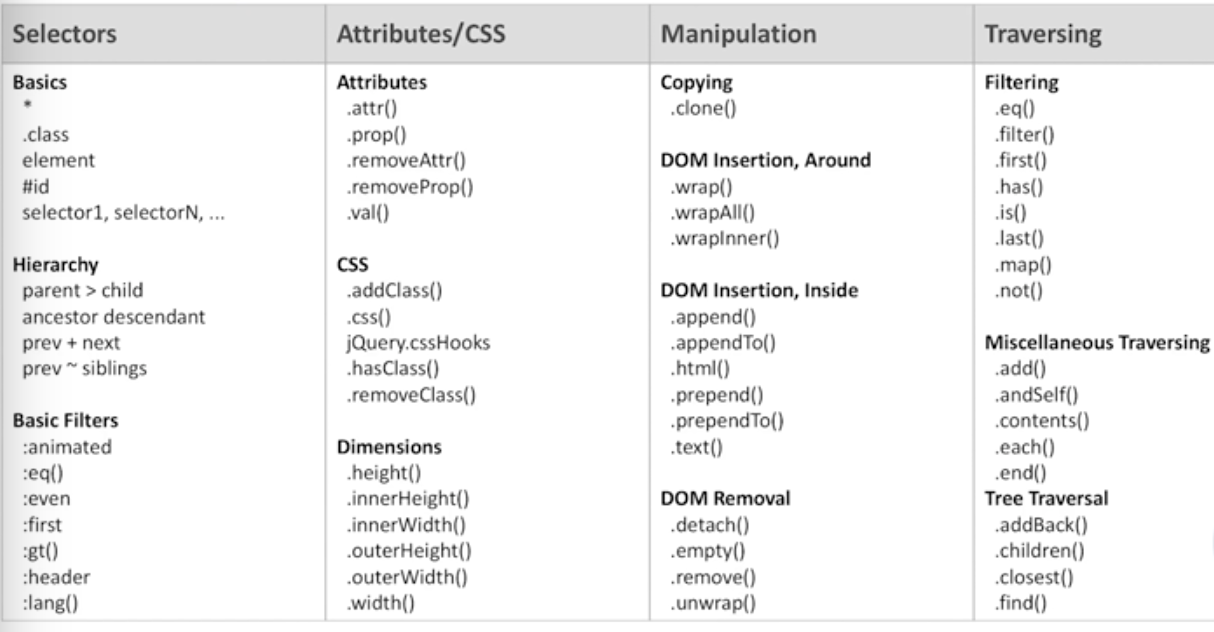 Selectors
Basics
*
.class
element
#id
selector1, selectorN, ...
Hierarchy
parent > child
ancestor descendant
prev + next
prev ~ siblings
Basic Filters
:animated
:eq()
:even
:first
:gt()
:header
:lang()
Attributes/CSS
Attributes
.attr()
.prop()
.removeAttr()
.removeProp()
.val()
CSS
.addClass()
.css()
jQuery.cssHooks
.hasClass()
.removeClass()
Dimensions
.height()
.innerHeight()
.innerWidth()
.outerHeight()
.outerWidth()
.width()
Manipulation
Copying
.clone()
DOM Insertion, Around
.wrap()
.wrapAll()
.wrapInner()
DOM Insertion, Inside
.append()
.appendTo()
.html()
.prepend()
.prependTo()
.text()
DOM Removal
.detach()
.empty()
.remove()
.unwrap()
Traversing
Filtering
.eq()
.filter()
.first()
.has()
.is()
.last()
.map()
.not()
Miscellaneous Traversing
.add()
.andSelf()
.contents()
.each()
.end()
Tree Traversal
.addBack()
.children()
.closest()
.find()